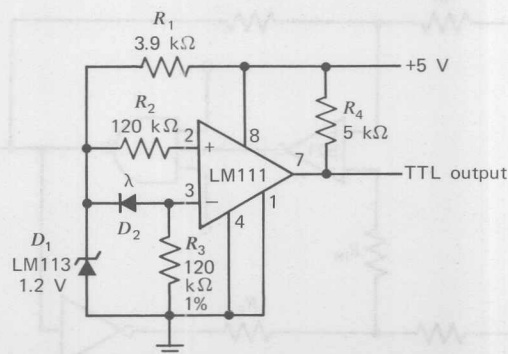 R1
3.9 kΩ
+5 V
R2
120 kΩ
8
R4
5 kΩ
2
+
LM111
7
TTL output
λ
3
−
1
D2
4
D1
LM113
1.2 V
R3
120
kΩ
1%